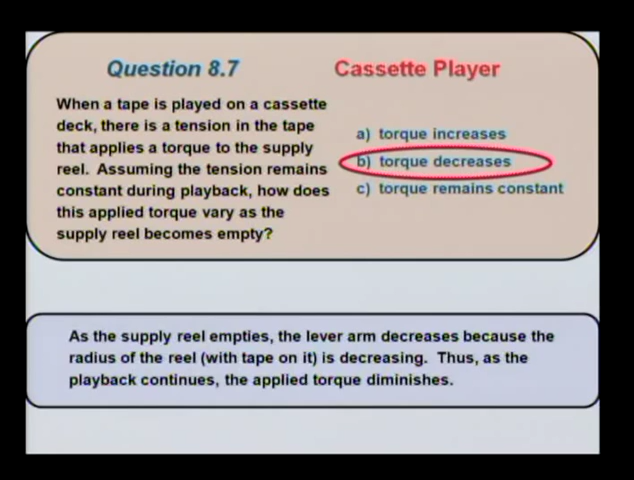 Question 8.7
Cassette Player
When a tape is played on a cassette
deck, there is a tension in the tape
that applies a torque to the supply
reel. Assuming the tension remains
constant during playback, how does
this applied torque vary as the
supply reel becomes empty?
a) torque increases
b) torque decreases
c) torque remains constant
As the supply reel empties, the lever arm decreases because the
radius of the reel (with tape on it) is decreasing. Thus, as the
playback continues, the applied torque diminishes.